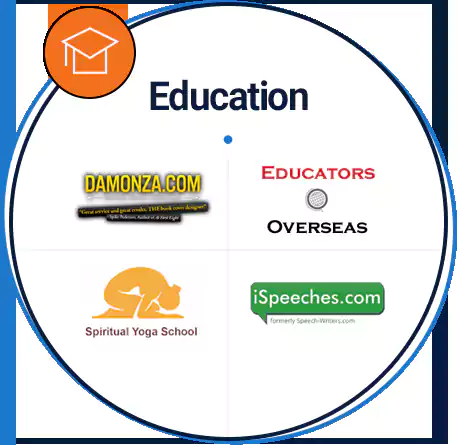 Education
DAMONZA.COM
"Great service and great results. THE book cover designer!"
EDUCATORS
OVERSEAS
Spiritual Yoga School
iSpeeches.com
formerly Speech-Writers.com